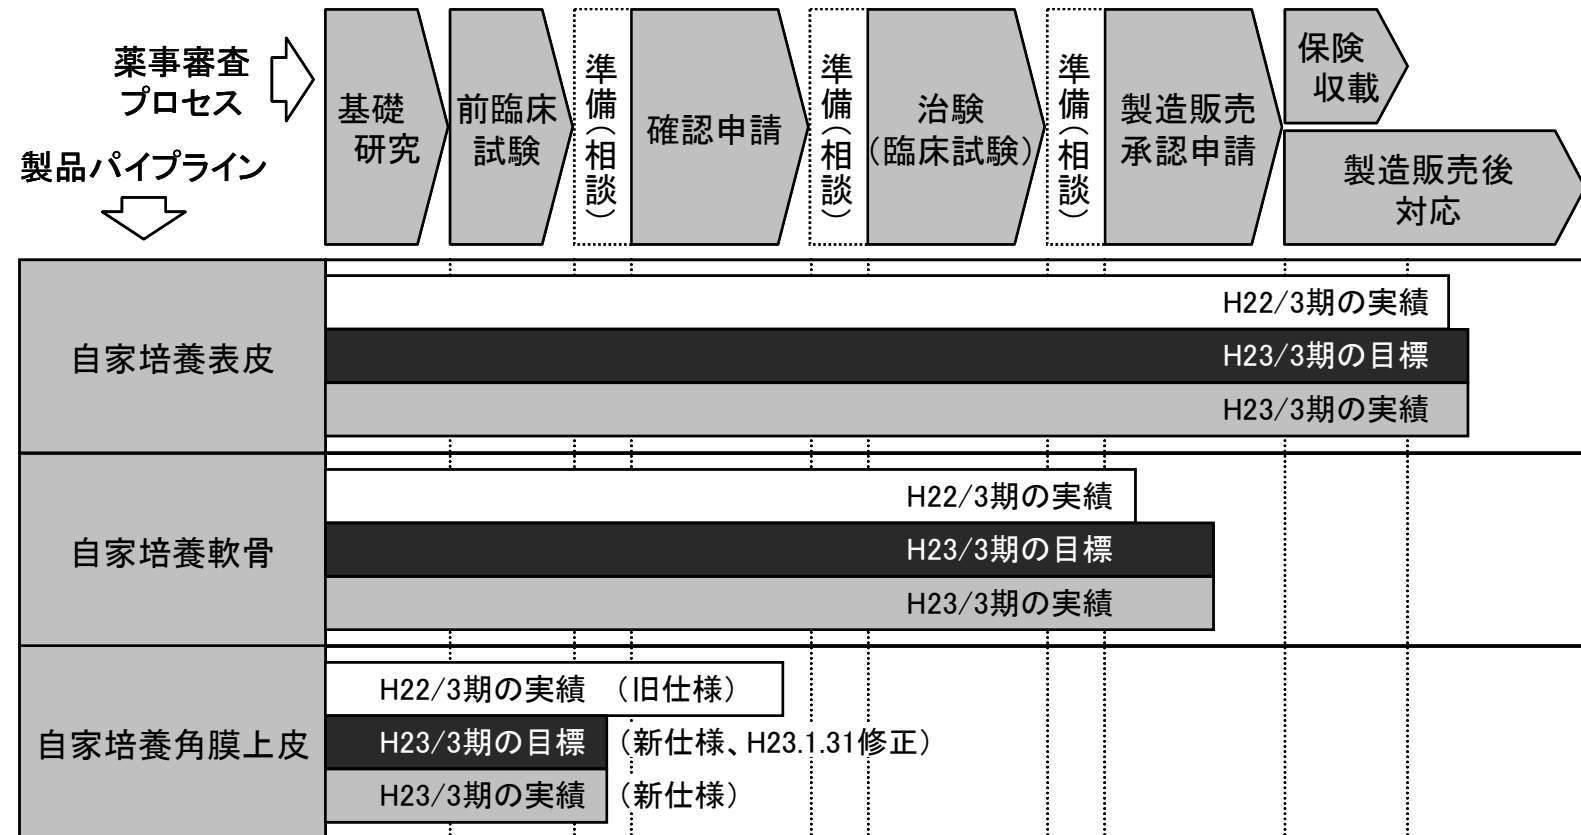 薬事審査
プロセス
製品パイプライン
基礎
研究
前臨床
試験
準備(相談)
確認申請
準備(相談)
治験
(臨床試験)
準備(相談)
製造販売
承認申請
保険
収載
製造販売後
対応
自家培養表皮
H22/3期の実績
H23/3期の目標
H23/3期の実績
自家培養軟骨
H22/3期の実績
H23/3期の目標
H23/3期の実績
自家培養角膜上皮
H22/3期の実績 (旧仕様)
H23/3期の目標 (新仕様、H23.1.31修正)
H23/3期の実績 (新仕様)